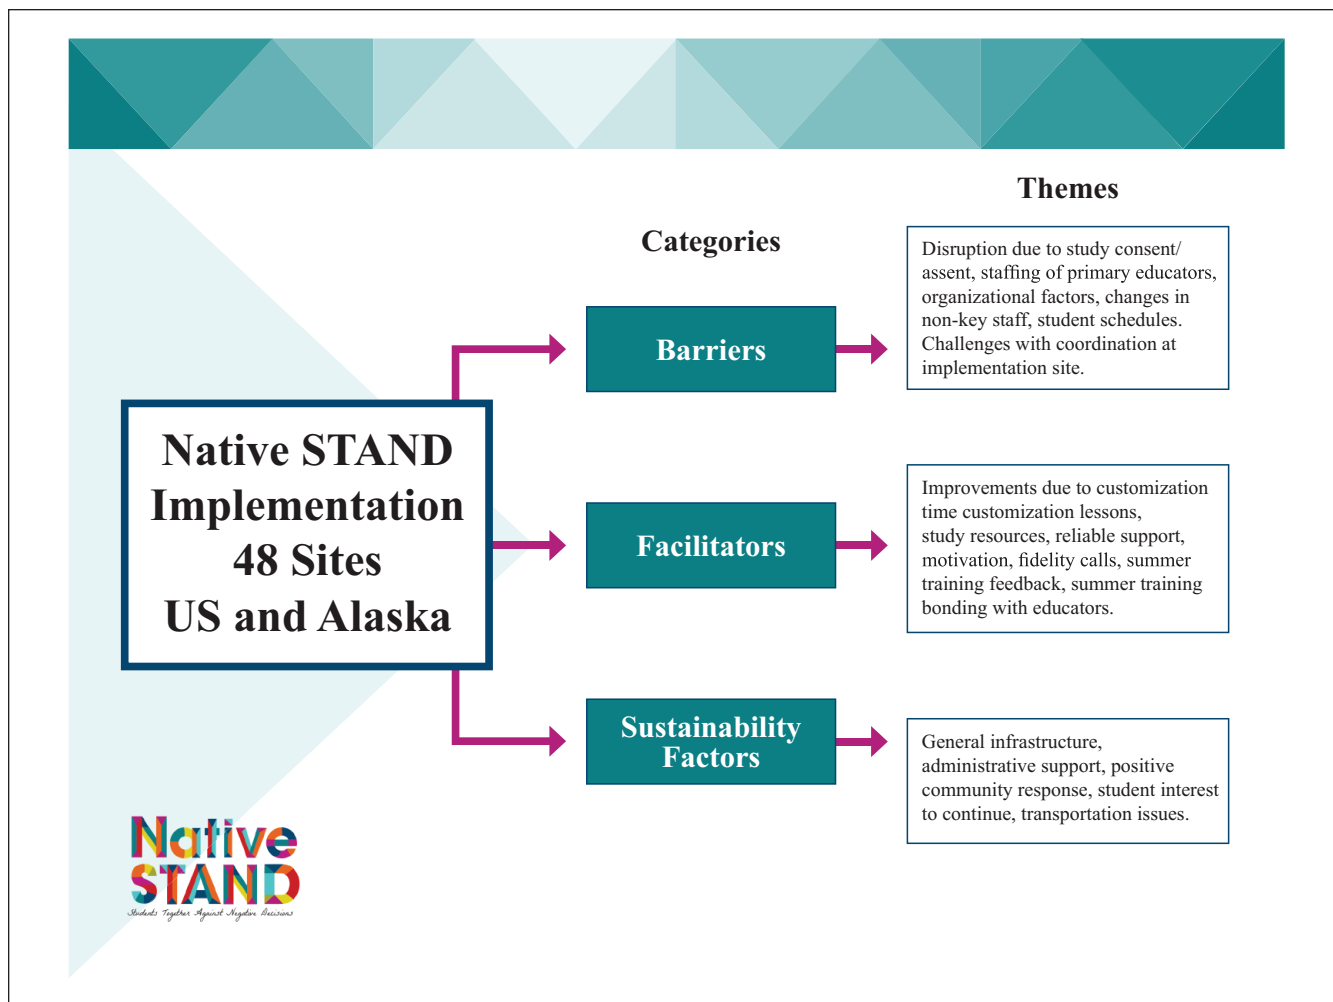 Themes
Categories
Disruption due to study consent/
assent, staffing of primary educators,
organizational factors, changes in
non-key staff, student schedules.
Challenges with coordination at
implementation site.
Barriers
Native STAND
Implementation
48 Sites
US and Alaska
Improvements due to customization
time customization lessons,
study resources, reliable support,
motivation, fidelity calls, summer
training feedback, summer training
bonding with educators.
Facilitators
Sustainability
Factors
General infrastructure,
administrative support, positive
community response, student interest
to continue, transportation issues.
Native
STAND
Students Together Against Negative Decisions